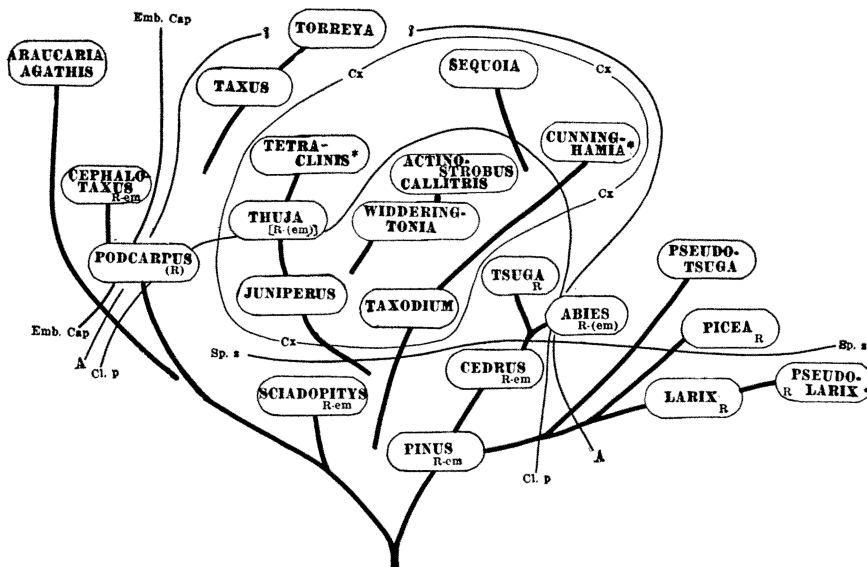 Emb. Cap
?
TORREYA
?
ARAUCARIA
AGATHIS
TAXUS
Cx
SEQUOIA
Cx
TETRA-
CLINIS*
CUNNING-
HAMIA*
ACTINO-
STROBUS
CALLITRIS
CEPHALO-
TAXUS
R-em
Cx
THUJA
[R-(em)]
WIDDERING-
TONIA
PODCARPUS
(R)
PSEUDO-
TSUGA
TSUGA
R
JUNIPERUS
TAXODIUM
ABIES
R-(em)
PICEA
R
Emb. Cap
A
Cl. p
Cx
Sp. s
Sp. s
CEDRUS
R-em
SCIADOPITYS
R-em
LARIX
R
PSEUDO-
R LARIX
PINUS
R-em
Cl. p
A